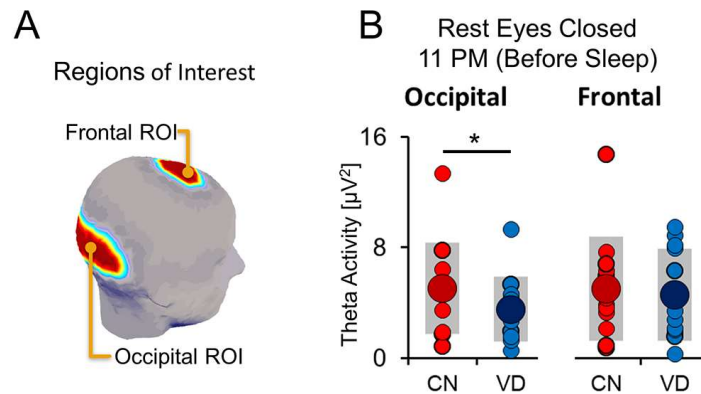 A
Regions of Interest
Frontal ROI
Occipital ROI
B
Rest Eyes Closed
11 PM (Before Sleep)
Occipital
Frontal
*
Theta Activity [µV²]
16
8
0
CN
VD
CN
VD